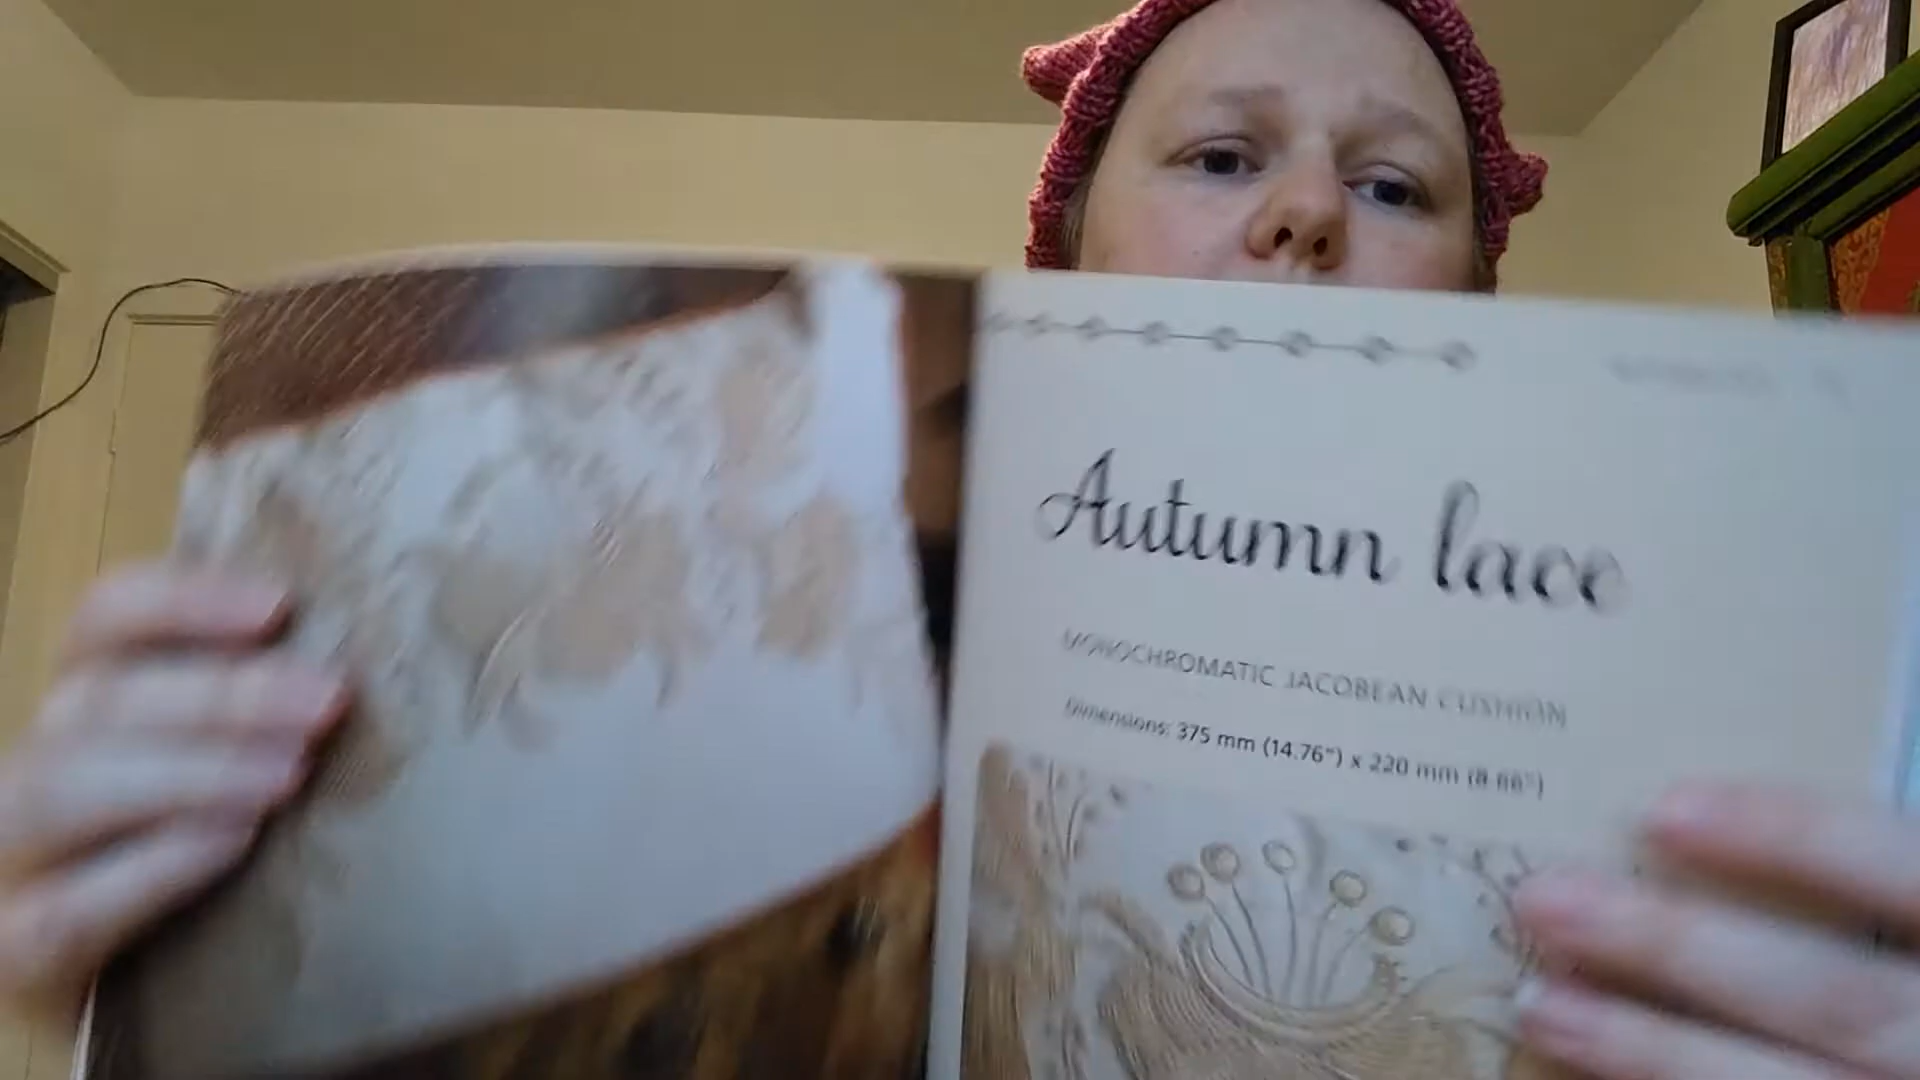 Autumn lace
MONOCHROMATIC JACOBEAN CUSHION
Dimensions: 375 mm (14.76") x 220 mm (8.66")